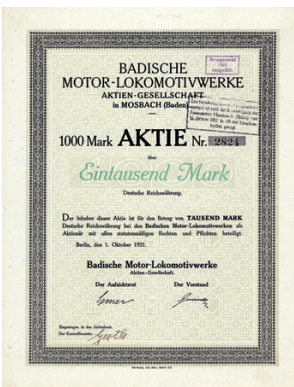 BADISCHE
MOTOR-LOKOMOTIVWERKE
AKTIEN-GESELLSCHAFT
in MOSBACH (Baden)
1000 Mark AKTIE Nr. 2824
über
Eintausend Mark
Deutsche Reichswährung.
Der Inhaber dieser Aktie ist für den Betrag von TAUSEND MARK
Deutsche Reichswährung bei den Badischen Motor-Lokomotivwerken als
Aktionär mit allen statutenmäßigen Rechten und Pflichten beteiligt.
Berlin, den 1. Oktober 1921.
Badische Motor-Lokomotivwerke
Aktien-Gesellschaft.
Der Aufsichtsrat Der Vorstand
Eingetragen in das Aktienbuch.
Der Kontrollbeamte: